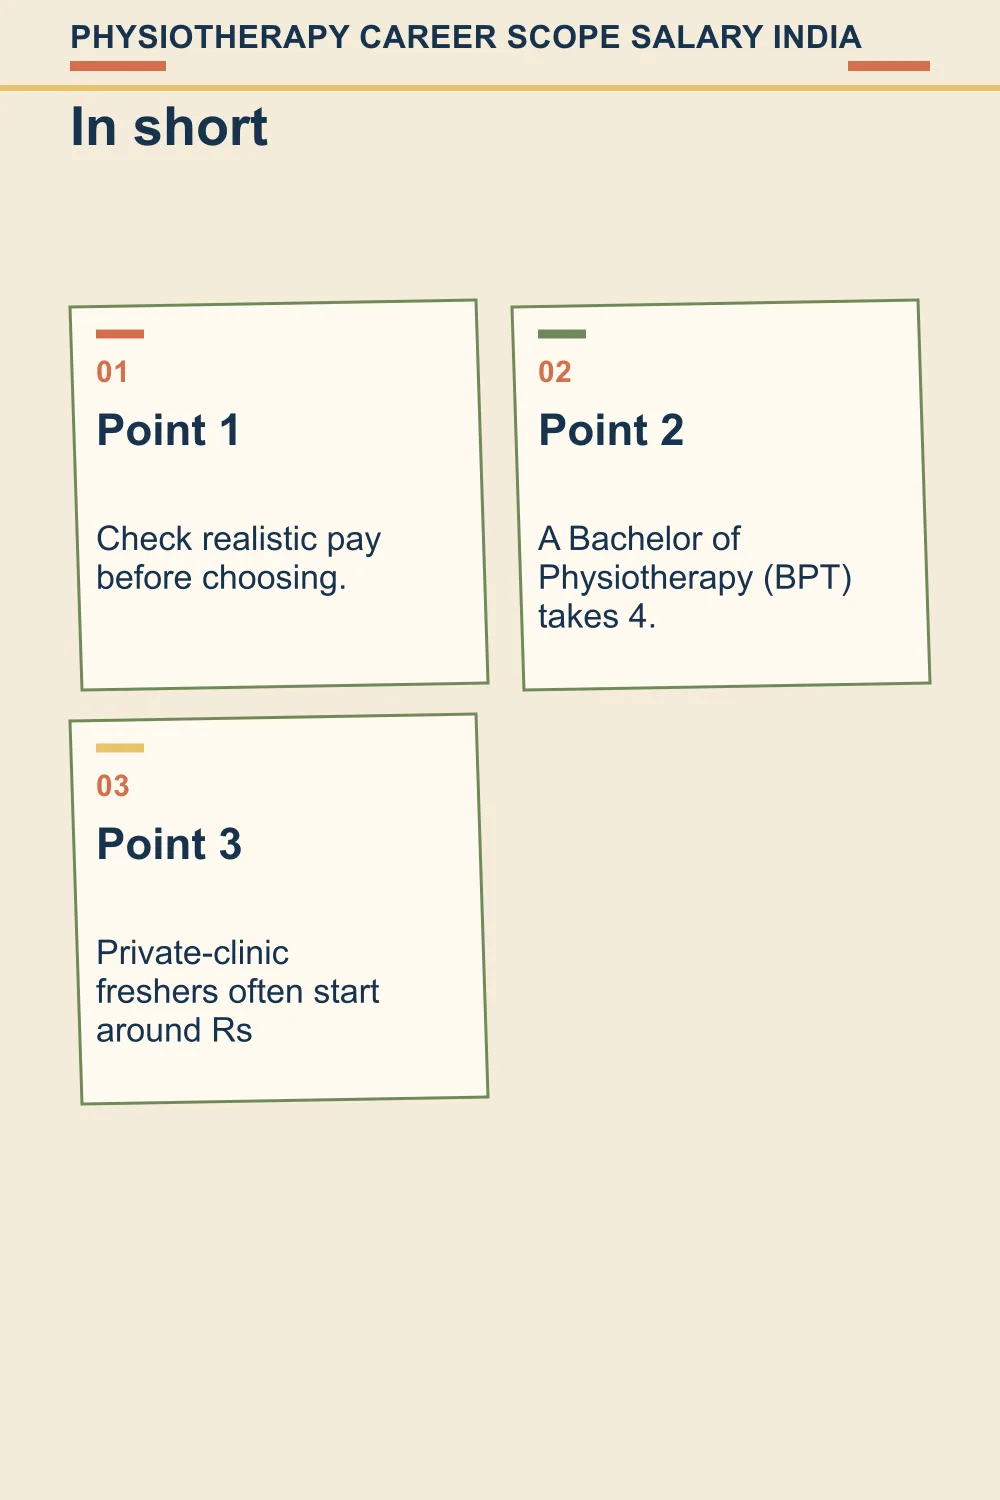 PHYSIOTHERAPY CAREER SCOPE SALARY INDIA
In short
01
Point 1
Check realistic pay
before choosing.
02
Point 2
A Bachelor of
Physiotherapy (BPT)
takes 4.
03
Point 3
Private-clinic
freshers often start
around Rs